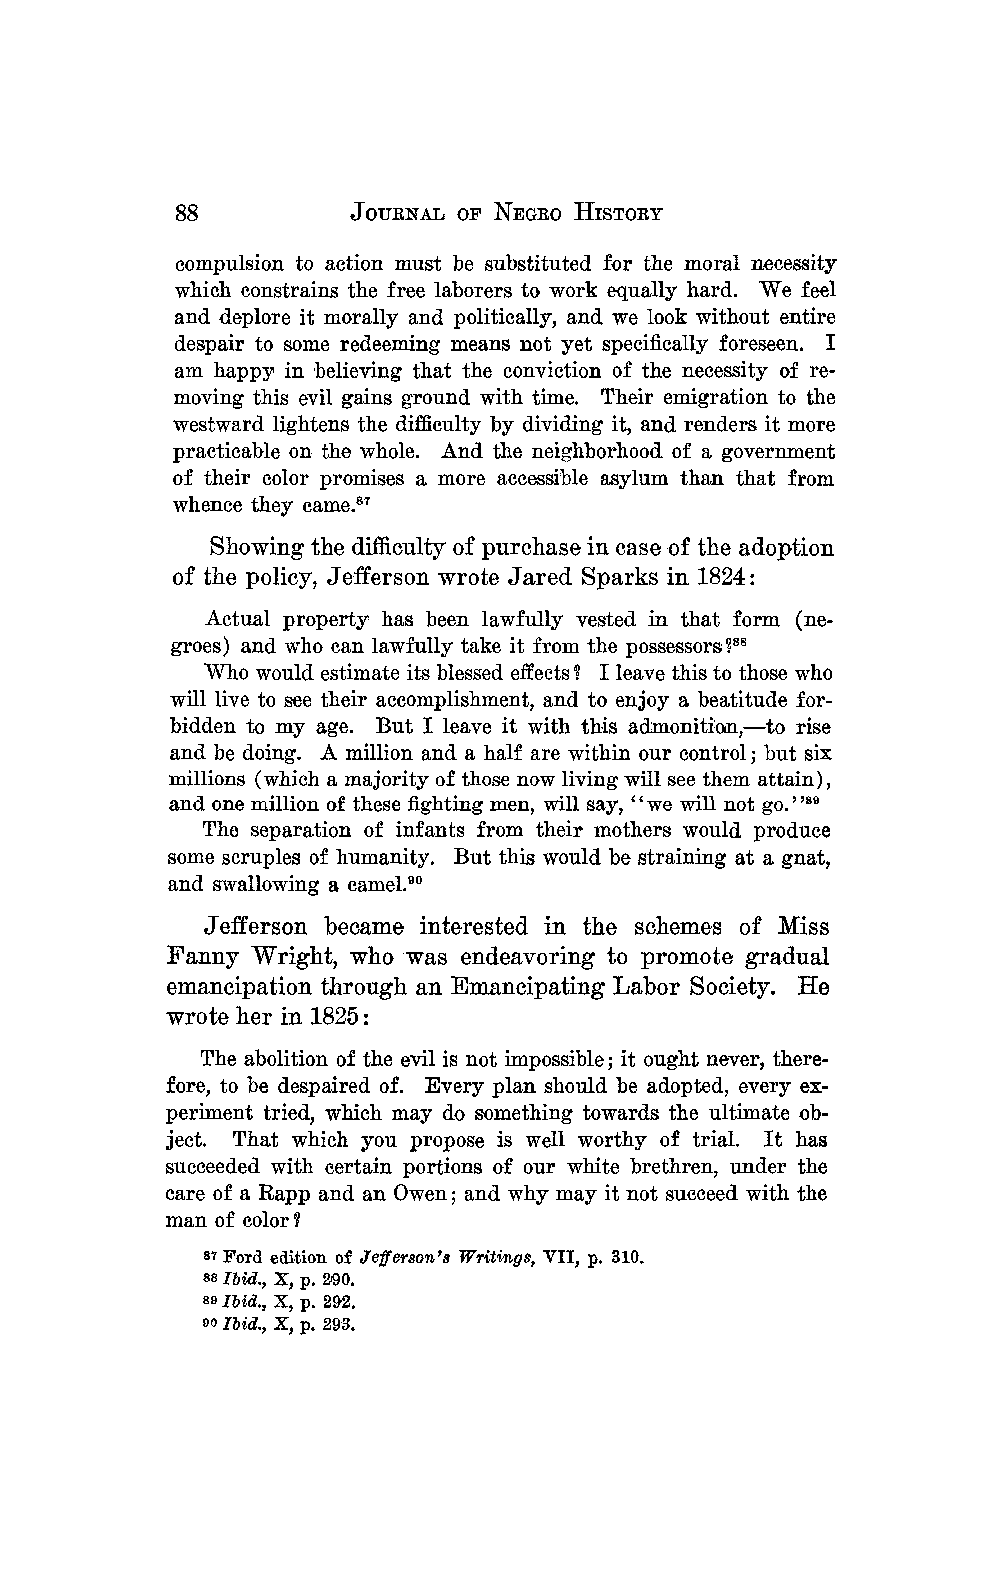 88 JOURNAL OF NEGRO HISTORY
compulsion to action must be substituted for the moral necessity
which constrains the free laborers to work equally hard. We feel
and deplore it morally and politically, and we look without entire
despair to some redeeming means not yet specifically foreseen. I
am happy in believing that the conviction of the necessity of re-
moving this evil gains ground with time. Their emigration to the
westward lightens the difficulty by dividing it, and renders it more
practicable on the whole. And the neighborhood of a government
of their color promises a more accessible asylum than that from
whence they came.⁸⁷
Showing the difficulty of purchase in case of the adoption
of the policy, Jefferson wrote Jared Sparks in 1824:
Actual property has been lawfully vested in that form (ne-
groes) and who can lawfully take it from the possessors?⁸⁸
Who would estimate its blessed effects? I leave this to those who
will live to see their accomplishment, and to enjoy a beatitude for-
bidden to my age. But I leave it with this admonition,—to rise
and be doing. A million and a half are within our control; but six
millions (which a majority of those now living will see them attain),
and one million of these fighting men, will say, "we will not go."⁸⁹
The separation of infants from their mothers would produce
some scruples of humanity. But this would be straining at a gnat,
and swallowing a camel.⁹⁰
Jefferson became interested in the schemes of Miss
Fanny Wright, who was endeavoring to promote gradual
emancipation through an Emancipating Labor Society. He
wrote her in 1825:
The abolition of the evil is not impossible; it ought never, there-
fore, to be despaired of. Every plan should be adopted, every ex-
periment tried, which may do something towards the ultimate ob-
ject. That which you propose is well worthy of trial. It has
succeeded with certain portions of our white brethren, under the
care of a Rapp and an Owen; and why may it not succeed with the
man of color?
⁸⁷ Ford edition of Jefferson's Writings, VII, p. 310.
⁸⁸ Ibid., X, p. 290.
⁸⁹ Ibid., X, p. 292.
⁹⁰ Ibid., X, p. 293.